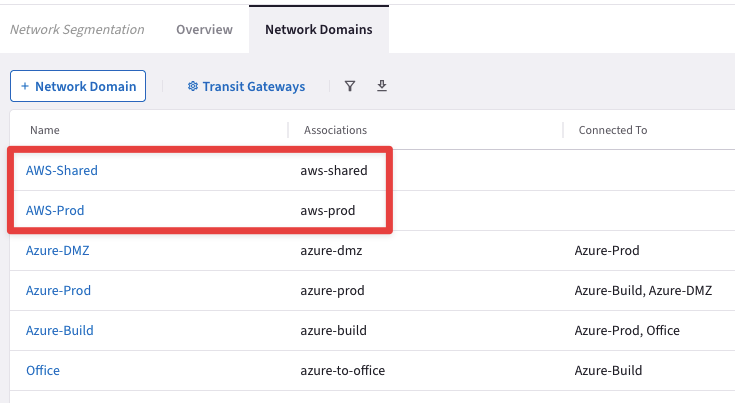 Network Segmentation Overview Network Domains
+ Network Domain Transit Gateways
Name Associations Connected To
AWS-Shared aws-shared
AWS-Prod aws-prod
Azure-DMZ azure-dmz Azure-Prod
Azure-Prod azure-prod Azure-Build, Azure-DMZ
Azure-Build azure-build Azure-Prod, Office
Office azure-to-office Azure-Build